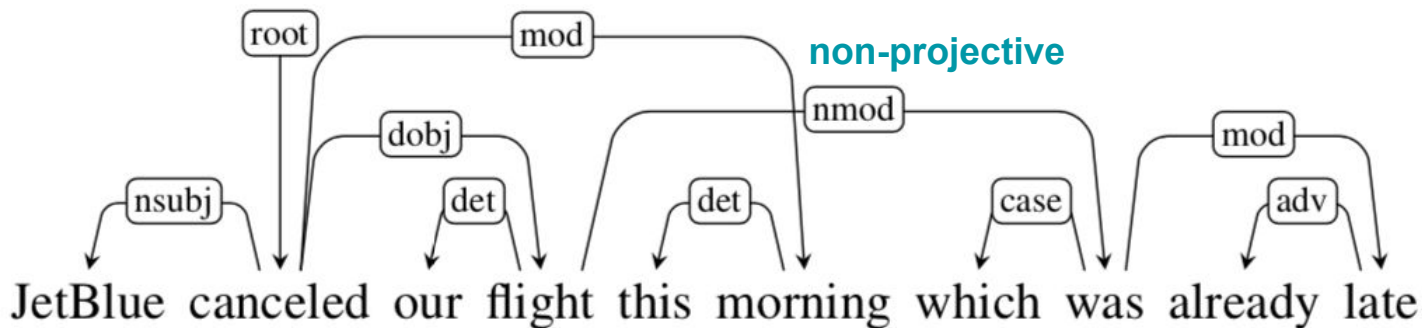 root mod
non-projective
nmod
dobj mod
nsubj det det case adv
JetBlue canceled our flight this morning which was already late